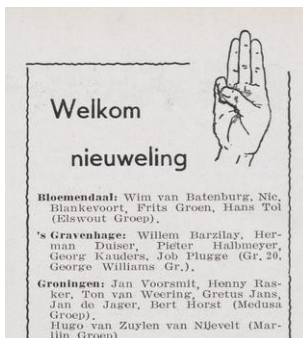 Welkom
nieuweling
Bloemendaal: Wim van Batenburg, Nic.
Blankevoort, Frits Groen, Hans Tol
(Elswout Groep).
's Gravenhage: Willem Barzilay, Her-
man Duiser, Pieter Halbmeyer,
Georg Kauders, Job Plugge (Gr. 20,
George Williams Gr.).
Groningen: Jan Voorsmit, Henny Ras-
ker, Ton van Weering, Gretus Jans,
Jan de Jager, Bert Horst (Medusa
Groep).
Hugo van Zuylen van Nijevelt (Mar-
lijn Groep)